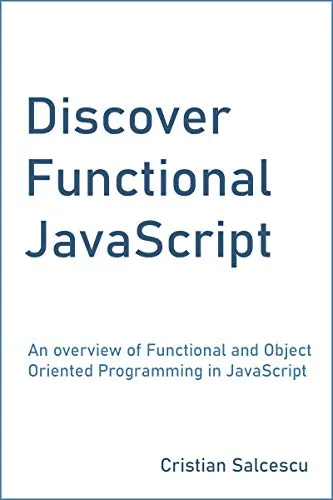 Discover
Functional
JavaScript
An overview of Functional and Object
Oriented Programming in JavaScript
Cristian Salcescu